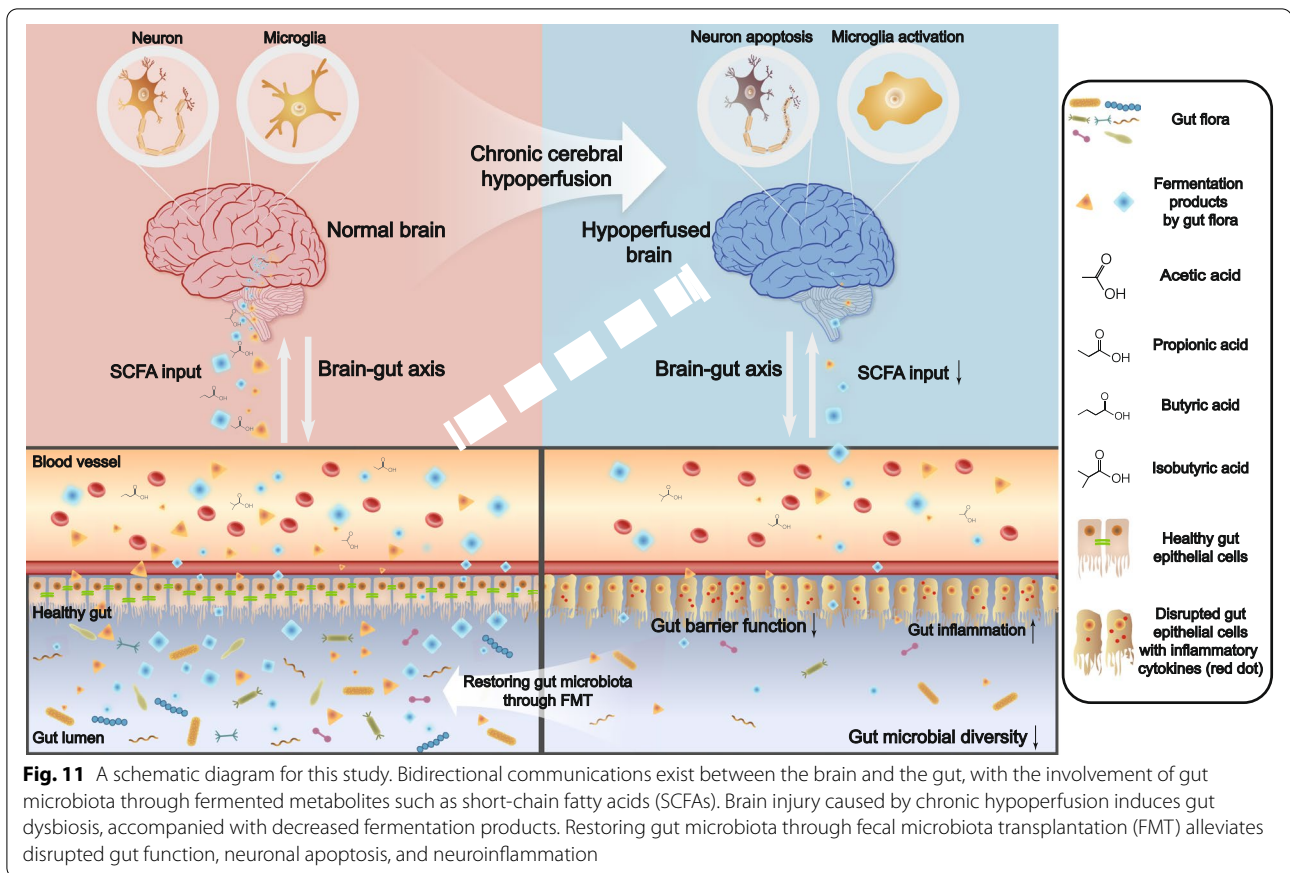 Neuron
Microglia
Neuron apoptosis
Microglia activation
Chronic cerebral
hypoperfusion
Normal brain
Hypoperfused
brain
SCFA input
Brain-gut axis
Brain-gut axis
SCFA input ↓
Blood vessel
Healthy gut
Gut barrier function ↓
Gut inflammation ↑
Restoring gut microbiota
through FMT
Gut lumen
Gut microbial diversity ↓
Gut flora
Fermentation
products
by gut flora
O
OH
Acetic acid
O
OH
Propionic acid
O
OH
Butyric acid
O
OH
Isobutyric acid
Healthy gut
epithelial cells
Disrupted gut
epithelial cells
with inflammatory
cytokines (red dot)
Fig. 11 A schematic diagram for this study. Bidirectional communications exist between the brain and the gut, with the involvement of gut
microbiota through fermented metabolites such as short-chain fatty acids (SCFAs). Brain injury caused by chronic hypoperfusion induces gut
dysbiosis, accompanied with decreased fermentation products. Restoring gut microbiota through fecal microbiota transplantation (FMT) alleviates
disrupted gut function, neuronal apoptosis, and neuroinflammation